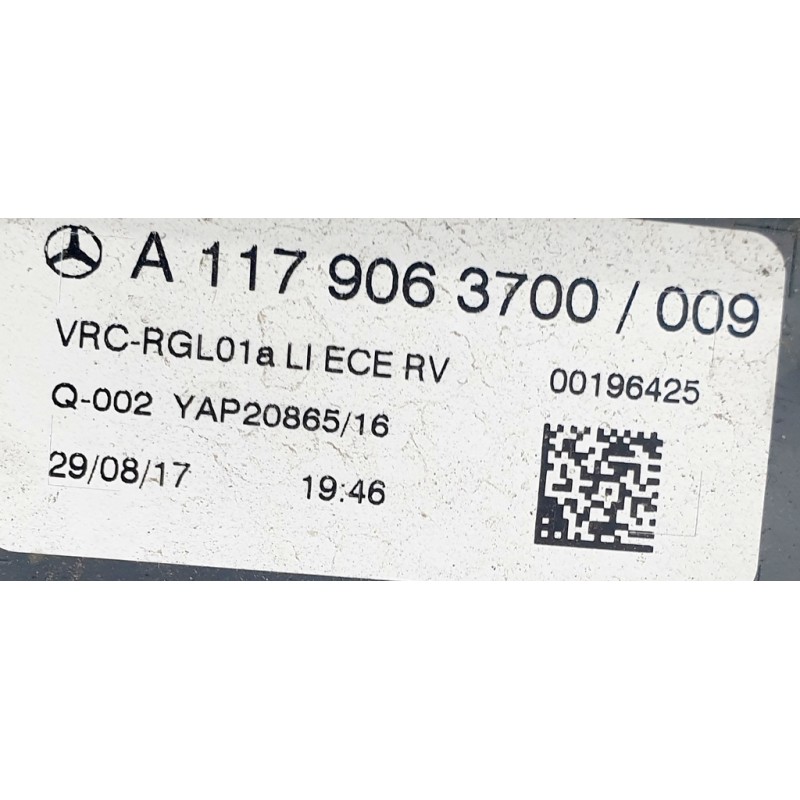 A 117 906 3700 / 009
VRC-RGL01a LI ECE RV
00196425
Q-002 YAP20865/16
29/08/17 19:46